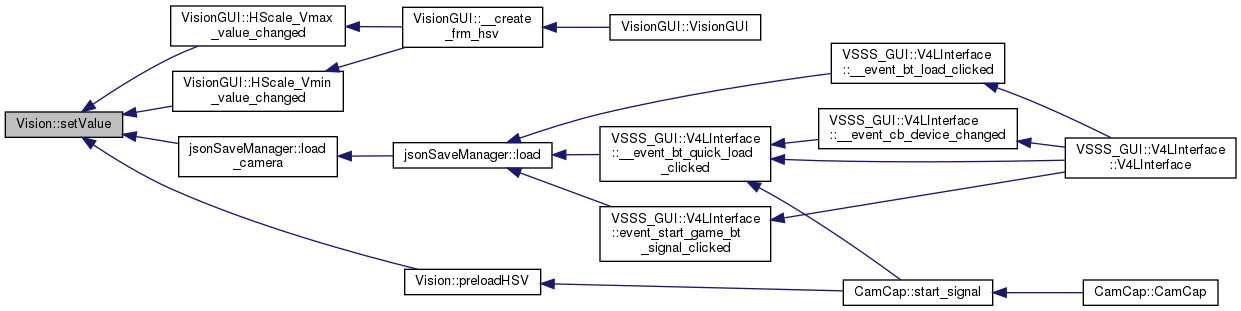 Vision::setValue
VisionGUI::HScale_Vmax
_value_changed
VisionGUI::__create
_frm_hsv
VisionGUI::VisionGUI
VisionGUI::HScale_Vmin
_value_changed
jsonSaveManager::load
_camera
jsonSaveManager::load
VSSS_GUI::V4LInterface
::__event_bt_load_clicked
VSSS_GUI::V4LInterface
::__event_bt_quick_load
_clicked
VSSS_GUI::V4LInterface
::__event_cb_device_changed
VSSS_GUI::V4LInterface
::V4LInterface
VSSS_GUI::V4LInterface
::event_start_game_bt
_signal_clicked
Vision::preloadHSV
CamCap::start_signal
CamCap::CamCap